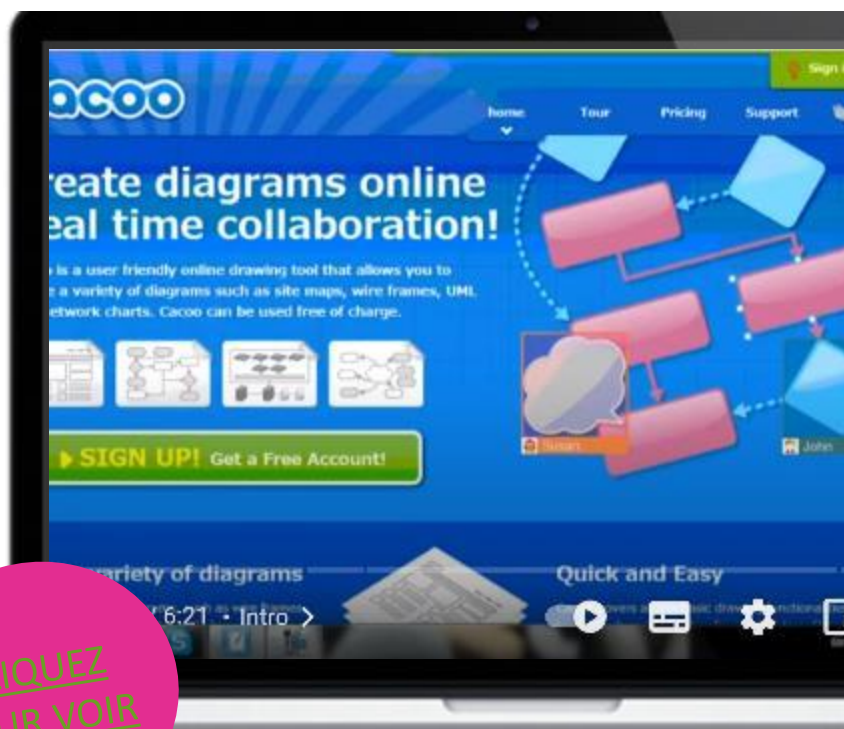 Sign
acoo
home Tour Pricing Support
reate diagrams online
eal time collaboration!
is a user friendly online drawing tool that allows you to
e a variety of diagrams such as site maps, wire frames, UML
etwork charts. Cacoo can be used free of charge.
Susan
John
SIGN UP! Get a Free Account!
variety of diagrams
Quick and Easy
6:21 • Intro >
IQUEZ
UR VOIR